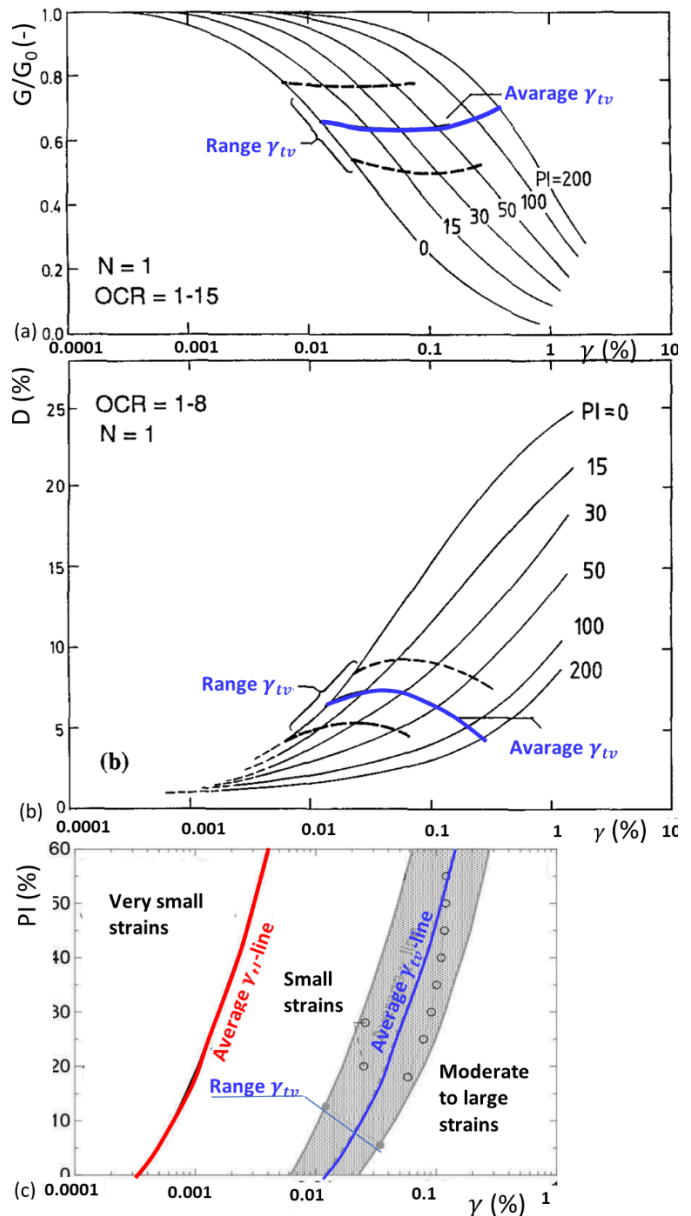 G/G₀ (-)
1.0
0.8
0.6
0.4
0.2
0.0
Avarage γtv
Range γtv
PI=200
100
50
30
15
0
N = 1
OCR = 1-15
(a)
0.0001
0.001
0.01
0.1
1
10
γ (%)
D (%)
25
20
15
10
5
0
OCR = 1-8
N = 1
PI=0
15
30
50
100
200
Range γtv
Avarage γtv
(b)
(b)
0.0001
0.001
0.01
0.1
1
10
γ (%)
PI (%)
60
50
40
30
20
10
0
Very small
strains
Average γtl-line
Small
strains
Average γtv-line
Range γtv
Moderate
to large
strains
(c)
0.0001
0.001
0.01
0.1
1
γ (%)